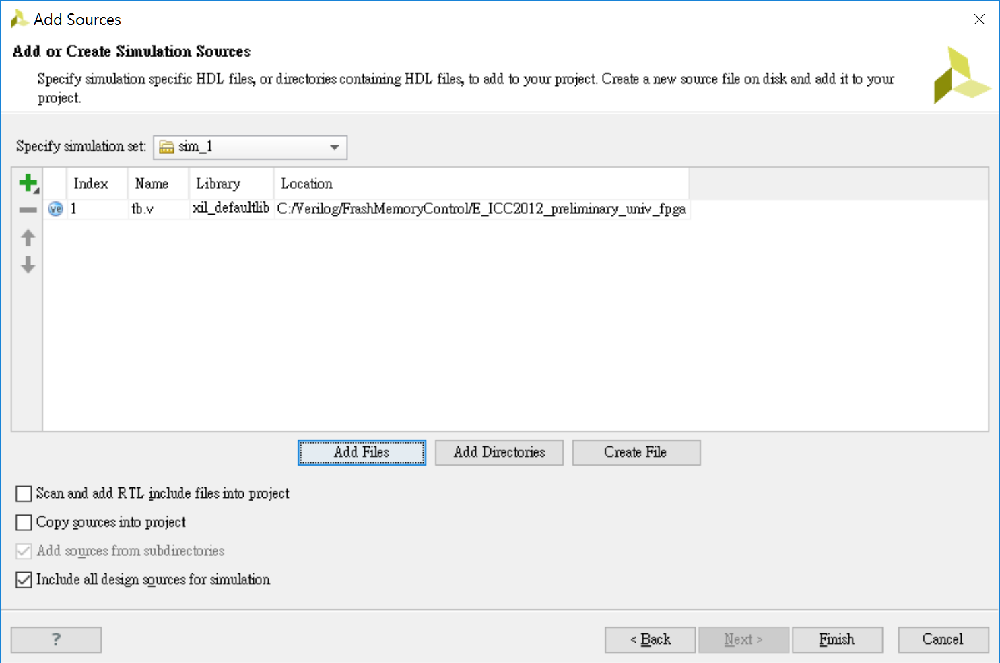 Add Sources
Add or Create Simulation Sources
Specify simulation specific HDL files, or directories containing HDL files, to add to your project. Create a new source file on disk and add it to your
project.
Specify simulation set: sim_1
Index Name Library Location
ve 1 tb.v xil_defaultlib C:/Verilog/FrashMemoryControl/E_ICC2012_preliminary_univ_fpga
Add Files Add Directories Create File
Scan and add RTL include files into project
Copy sources into project
Add sources from subdirectories
Include all design sources for simulation
? < Back Next > Finish Cancel